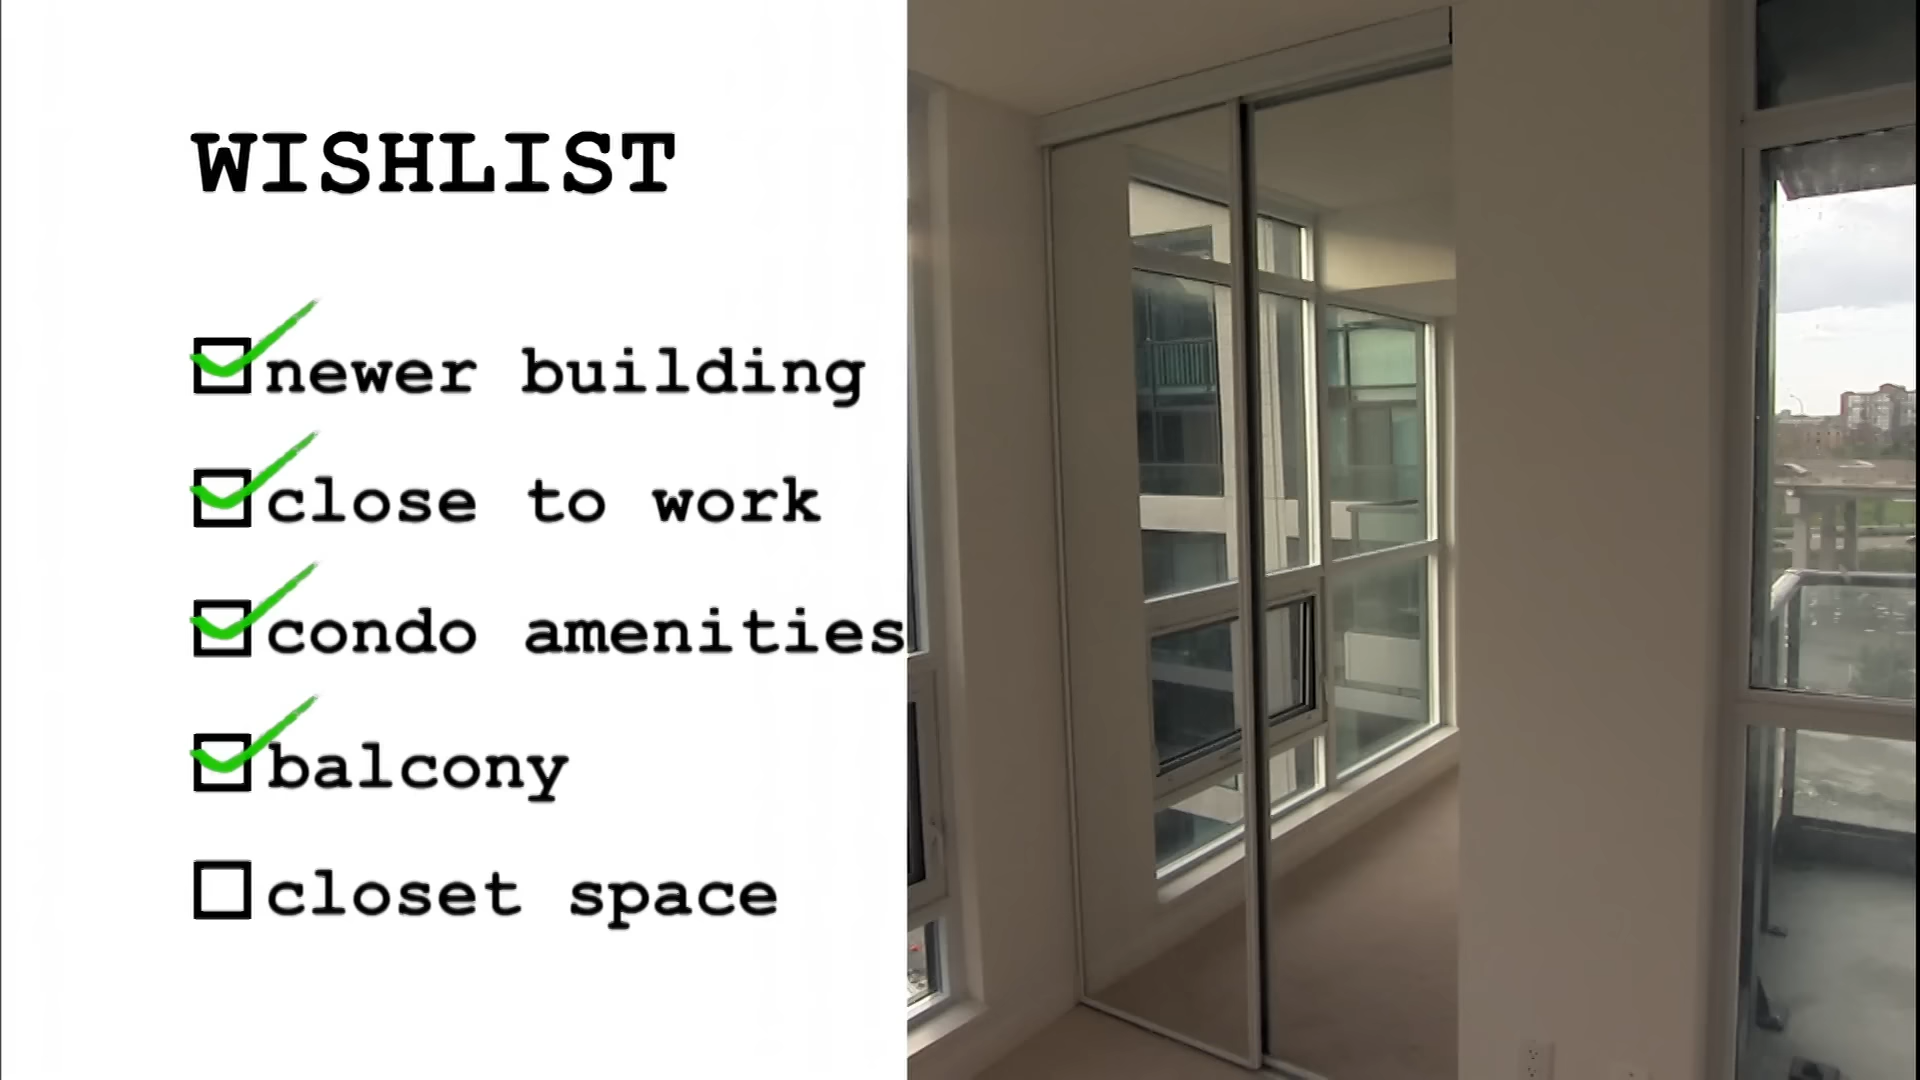 WISHLIST
newer building
close to work
condo amenities
balcony
closet space